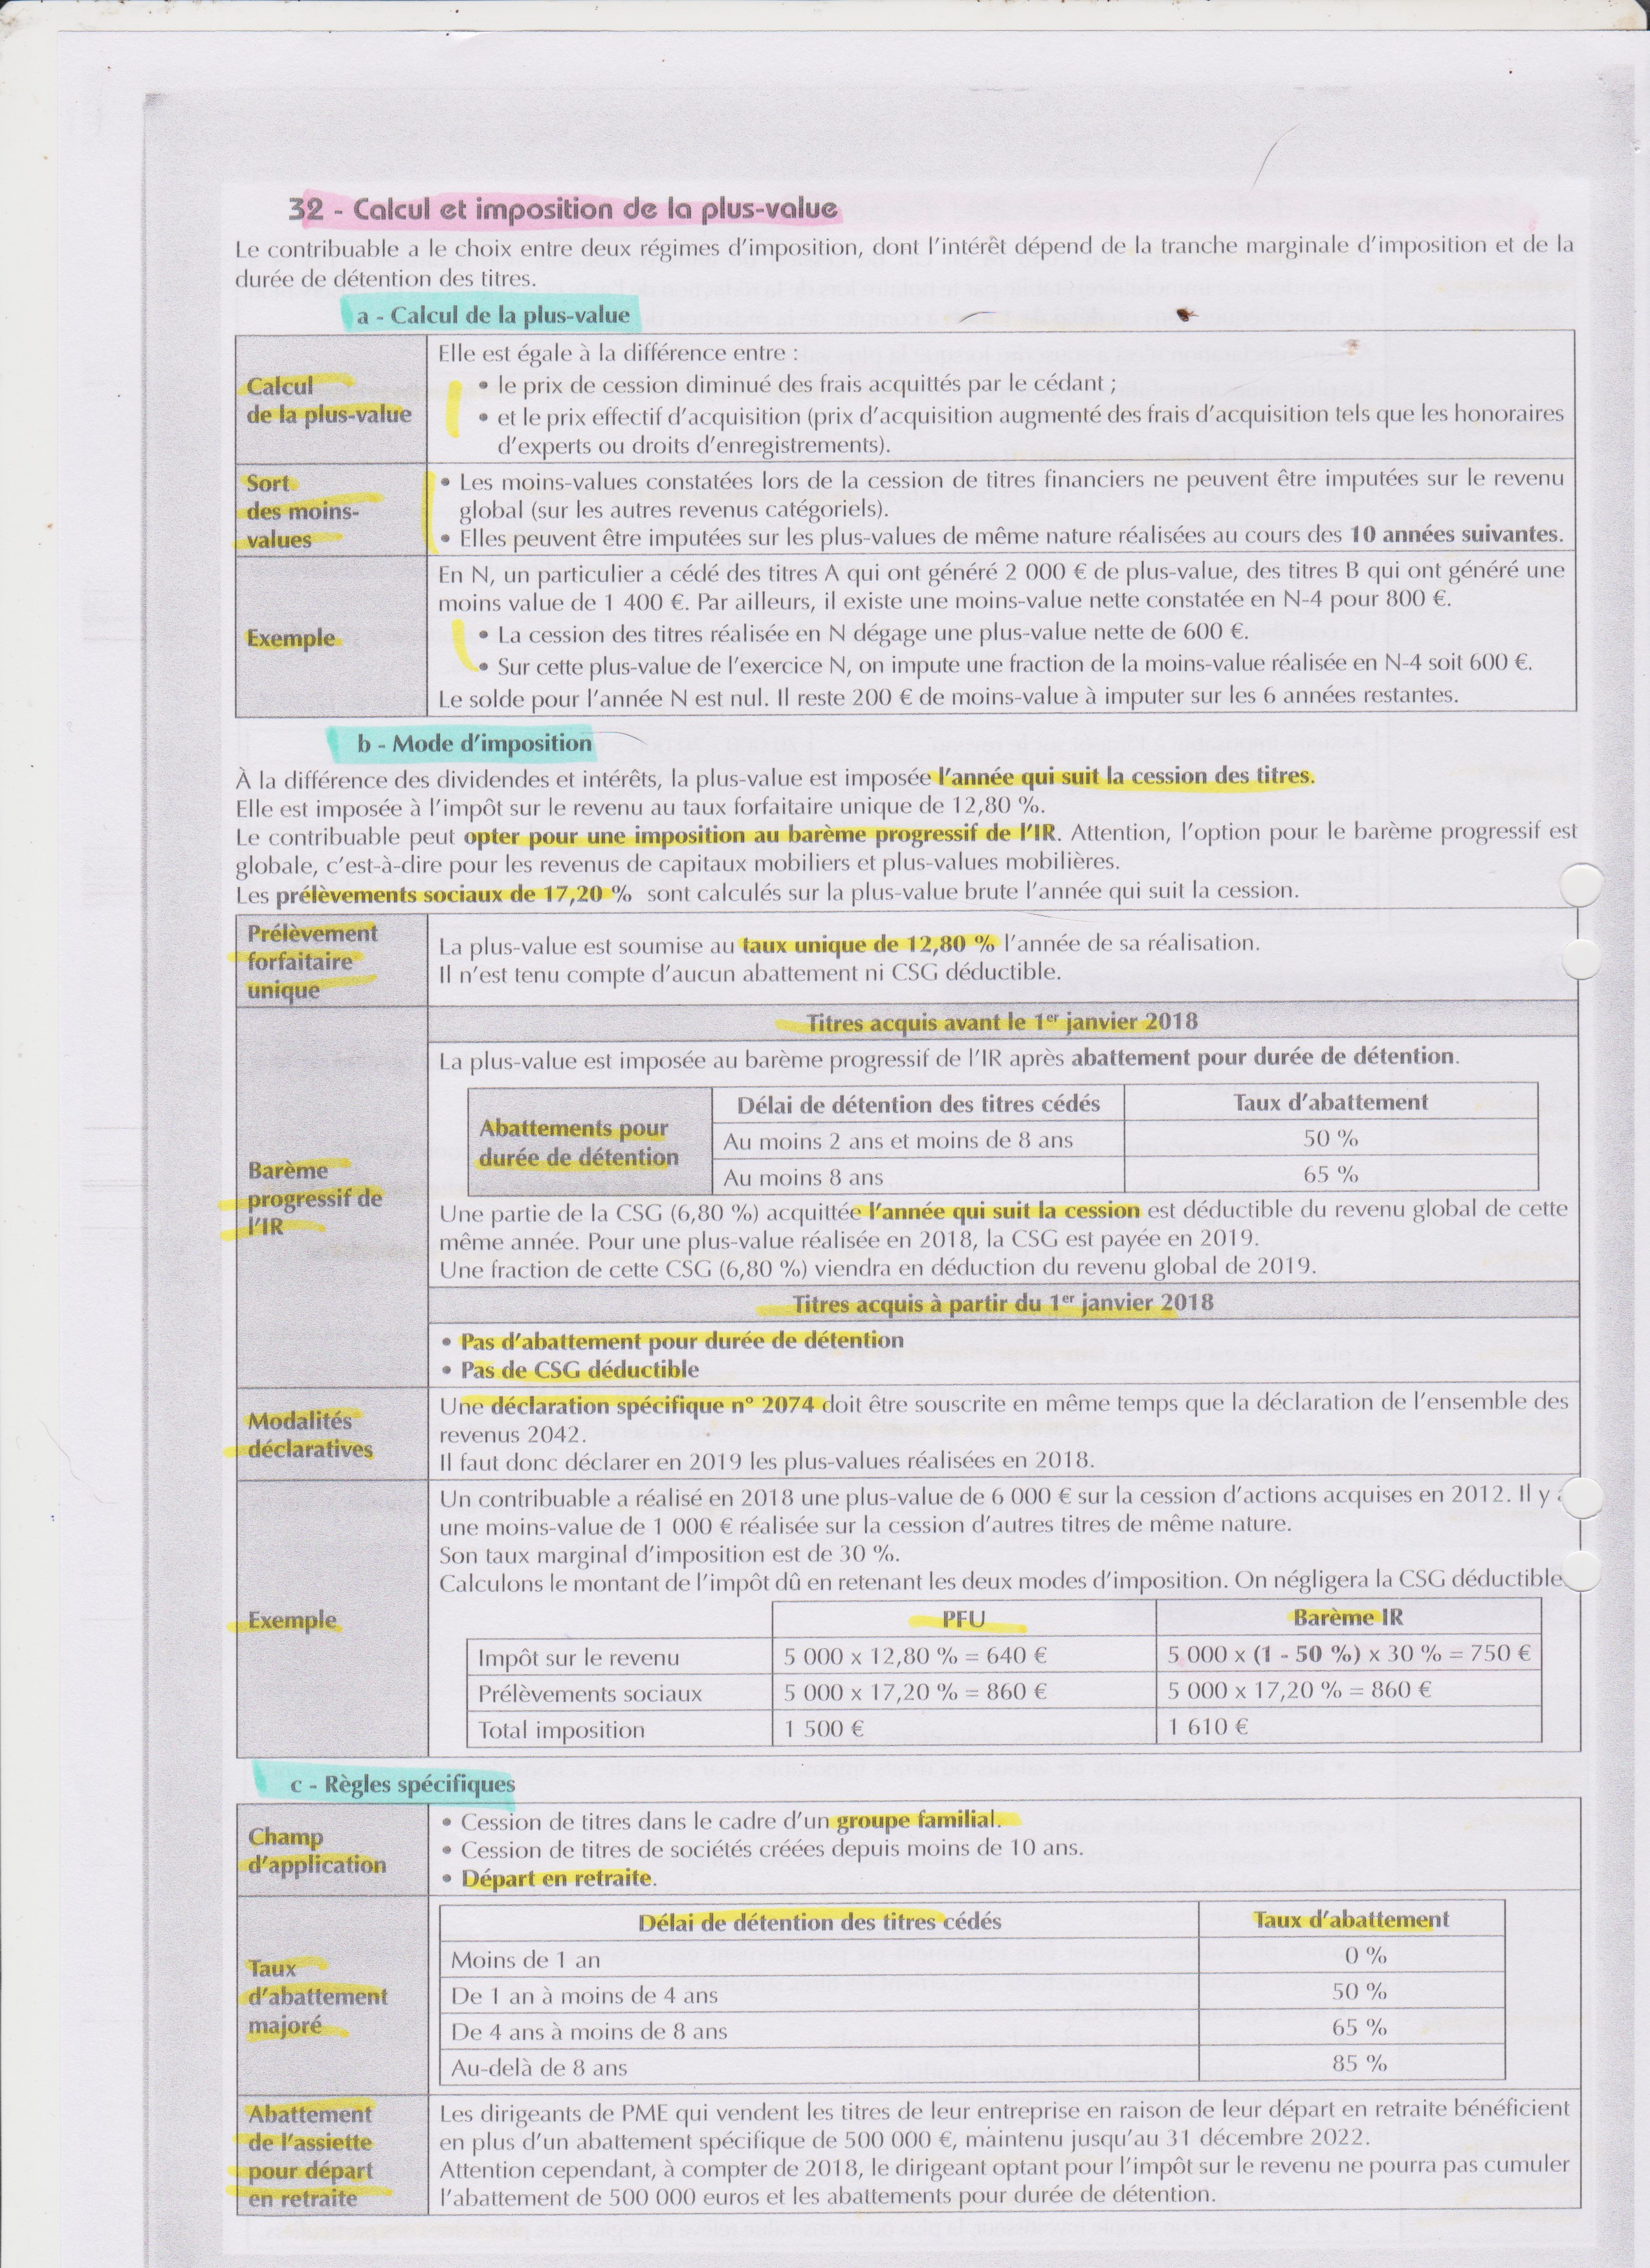 32 - Calcul et imposition de la plus-value
Le contribuable a le choix entre deux régimes d'imposition, dont l'intérêt dépend de la tranche marginale d'imposition et de la
durée de détention des titres.
a - Calcul de la plus-value
Calcul
de la plus-value
Elle est égale à la différence entre :
• le prix de cession diminué des frais acquittés par le cédant ;
• et le prix effectif d'acquisition (prix d'acquisition augmenté des frais d'acquisition tels que les honoraires
d'experts ou droits d'enregistrements).
Sort
des moins-
values
• Les moins-values constatées lors de la cession de titres financiers ne peuvent être imputées sur le revenu
global (sur les autres revenus catégoriels).
• Elles peuvent être imputées sur les plus-values de même nature réalisées au cours des 10 années suivantes.
Exemple
En N, un particulier a cédé des titres A qui ont généré 2 000 € de plus-value, des titres B qui ont généré une
moins value de 1 400 €. Par ailleurs, il existe une moins-value nette constatée en N-4 pour 800 €.
• La cession des titres réalisée en N dégage une plus-value nette de 600 €.
• Sur cette plus-value de l'exercice N, on impute une fraction de la moins-value réalisée en N-4 soit 600 €.
Le solde pour l'année N est nul. Il reste 200 € de moins-value à imputer sur les 6 années restantes.
b - Mode d'imposition
À la différence des dividendes et intérêts, la plus-value est imposée l'année qui suit la cession des titres.
Elle est imposée à l'impôt sur le revenu au taux forfaitaire unique de 12,80 %.
Le contribuable peut opter pour une imposition au barème progressif de l'IR. Attention, l'option pour le barème progressif est
globale, c'est-à-dire pour les revenus de capitaux mobiliers et plus-values mobilières.
Les prélèvements sociaux de 17,20 % sont calculés sur la plus-value brute l'année qui suit la cession.
Prélèvement
forfaitaire
unique
La plus-value est soumise au taux unique de 12,80 % l'année de sa réalisation.
Il n'est tenu compte d'aucun abattement ni CSG déductible.
Barème
progressif de
l'IR
Titres acquis avant le 1er janvier 2018
La plus-value est imposée au barème progressif de l'IR après abattement pour durée de détention.
Abattements pour
durée de détention
Délai de détention des titres cédés
Taux d'abattement
Au moins 2 ans et moins de 8 ans
50 %
Au moins 8 ans
65 %
Une partie de la CSG (6,80 %) acquittée l'année qui suit la cession est déductible du revenu global de cette
même année. Pour une plus-value réalisée en 2018, la CSG est payée en 2019.
Une fraction de cette CSG (6,80 %) viendra en déduction du revenu global de 2019.
Titres acquis à partir du 1er janvier 2018
• Pas d'abattement pour durée de détention
• Pas de CSG déductible
Modalités
déclaratives
Une déclaration spécifique n° 2074 doit être souscrite en même temps que la déclaration de l'ensemble des
revenus 2042.
Il faut donc déclarer en 2019 les plus-values réalisées en 2018.
Exemple
Un contribuable a réalisé en 2018 une plus-value de 6 000 € sur la cession d'actions acquises en 2012. Il y
une moins-value de 1 000 € réalisée sur la cession d'autres titres de même nature.
Son taux marginal d'imposition est de 30 %.
Calculons le montant de l'impôt dû en retenant les deux modes d'imposition. On négligera la CSG déductible
PFU
Barème IR
Impôt sur le revenu
5 000 x 12,80 % = 640 €
5 000 x (1 - 50 %) x 30 % = 750 €
Prélèvements sociaux
5 000 x 17,20 % = 860 €
5 000 x 17,20 % = 860 €
Total imposition
1 500 €
1 610 €
c - Règles spécifiques
Champ
d'application
• Cession de titres dans le cadre d'un groupe familial.
• Cession de titres de sociétés créées depuis moins de 10 ans.
• Départ en retraite.
Taux
d'abattement
majoré
Délai de détention des titres cédés
Taux d'abattement
Moins de 1 an
0 %
De 1 an à moins de 4 ans
50 %
De 4 ans à moins de 8 ans
65 %
Au-delà de 8 ans
85 %
Abattement
de l'assiette
pour départ
en retraite
Les dirigeants de PME qui vendent les titres de leur entreprise en raison de leur départ en retraite bénéficient
en plus d'un abattement spécifique de 500 000 €, maintenu jusqu'au 31 décembre 2022.
Attention cependant, à compter de 2018, le dirigeant optant pour l'impôt sur le revenu ne pourra pas cumuler
l'abattement de 500 000 euros et les abattements pour durée de détention.